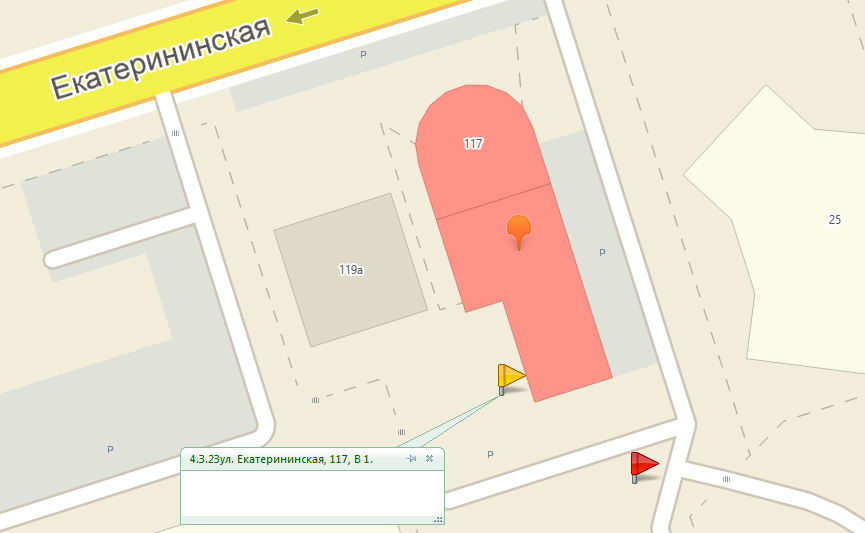 Екатерининская
P
117
25
P
119а
4.3.23ул. Екатерининская, 117, В 1.
P
P